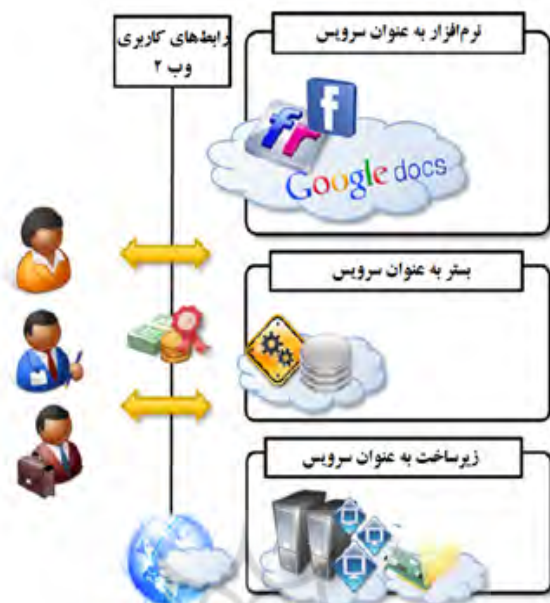 نرم‌افزار به عنوان سرویس
رابط‌های کاربری
وب ۲
f
fr
Google docs
بستر به عنوان سرویس
زیرساخت به عنوان سرویس